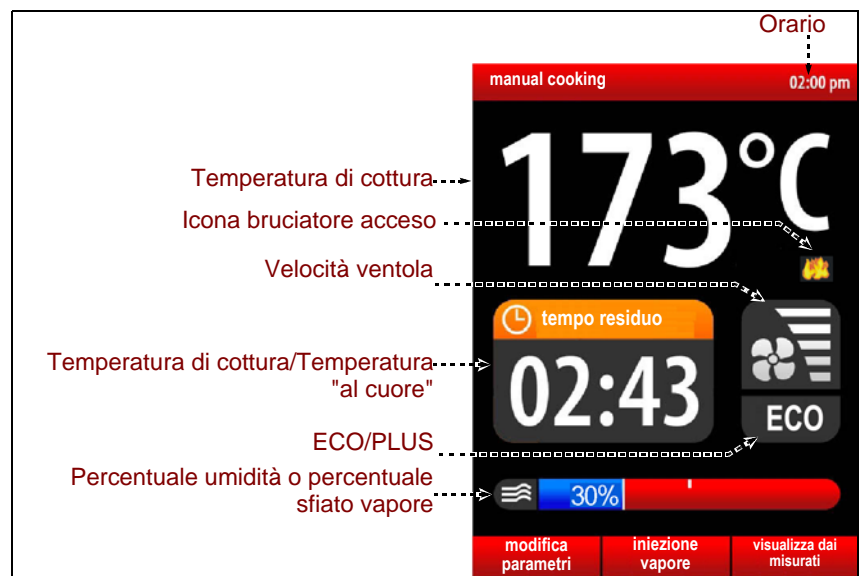 Orario
manual cooking 02:00 pm
173°C
Temperatura di cottura
Icona bruciatore acceso
Velocità ventola
tempo residuo
Temperatura di cottura/Temperatura
"al cuore"
02:43
ECO
ECO/PLUS
Percentuale umidità o percentuale
sfiato vapore
30%
modifica
parametri
iniezione
vapore
visualizza dai
misurati